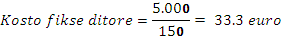 Kosto fikse ditore = 5.000 / 150 = 33.3 euro